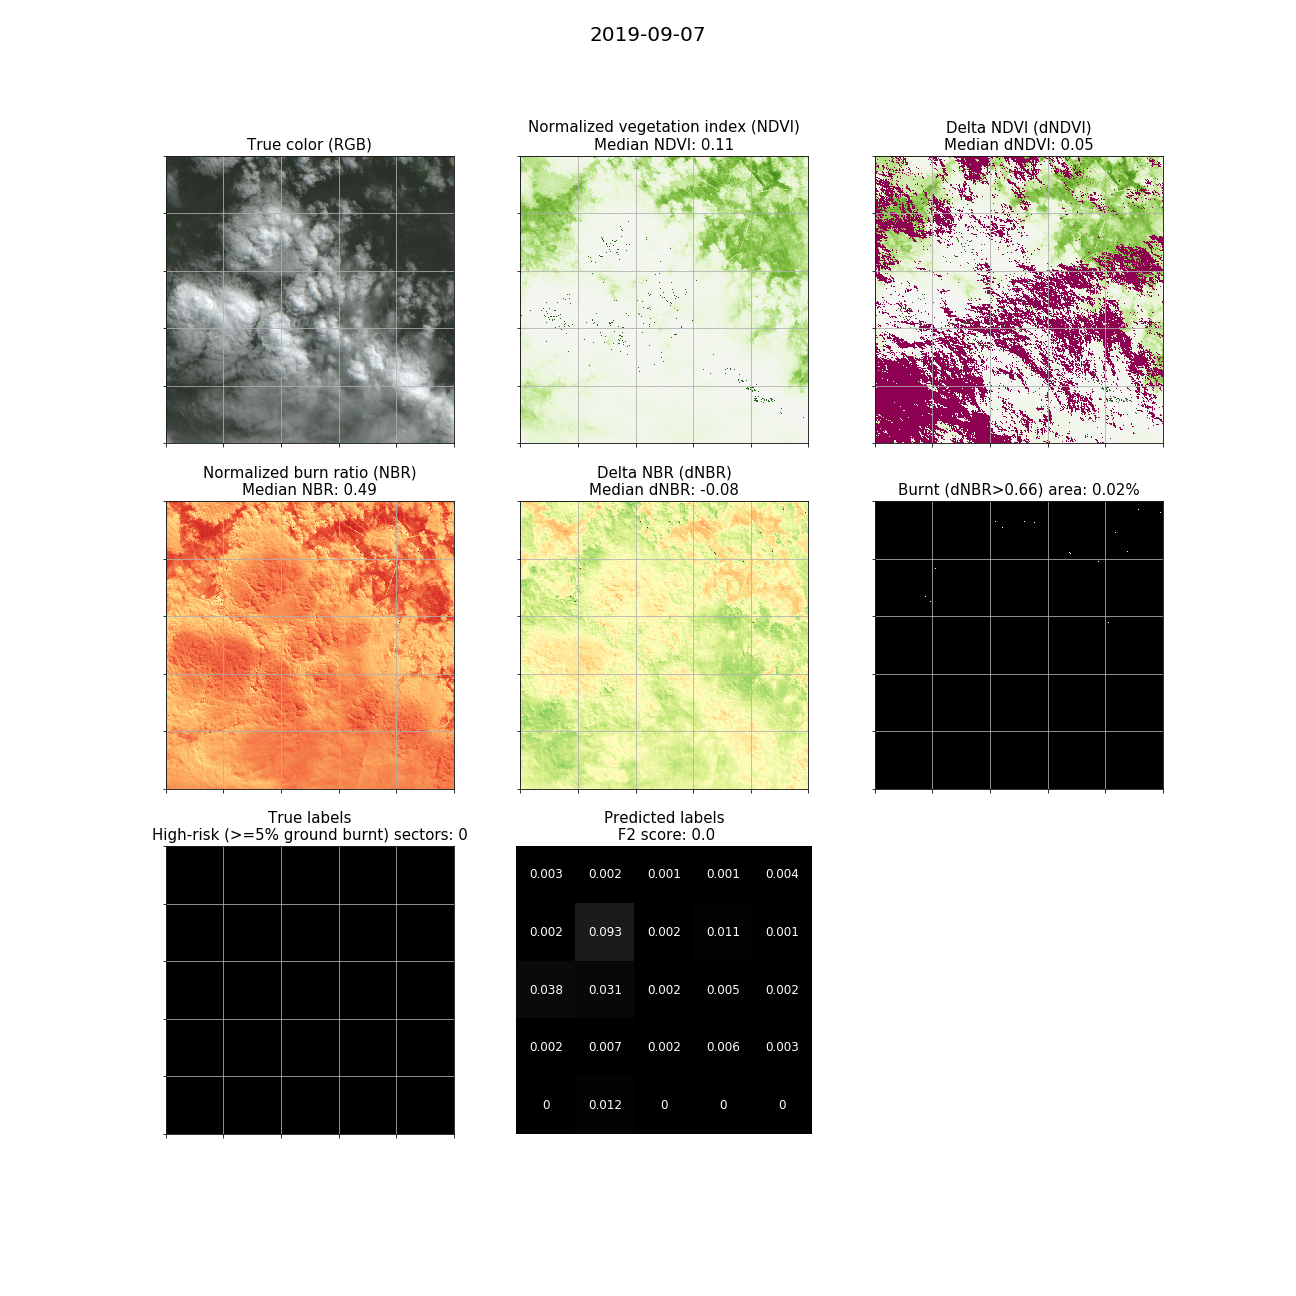 2019-09-07
True color (RGB)
Normalized vegetation index (NDVI)
Median NDVI: 0.11
Delta NDVI (dNDVI)
Median dNDVI: 0.05
Normalized burn ratio (NBR)
Median NBR: 0.49
Delta NBR (dNBR)
Median dNBR: -0.08
Burnt (dNBR>0.66) area: 0.02%
True labels
High-risk (>=5% ground burnt) sectors: 0
Predicted labels
F2 score: 0.0
0.003 0.002 0.001 0.001 0.004
0.002 0.093 0.002 0.011 0.001
0.038 0.031 0.002 0.005 0.002
0.002 0.007 0.002 0.006 0.003
0 0.012 0 0 0